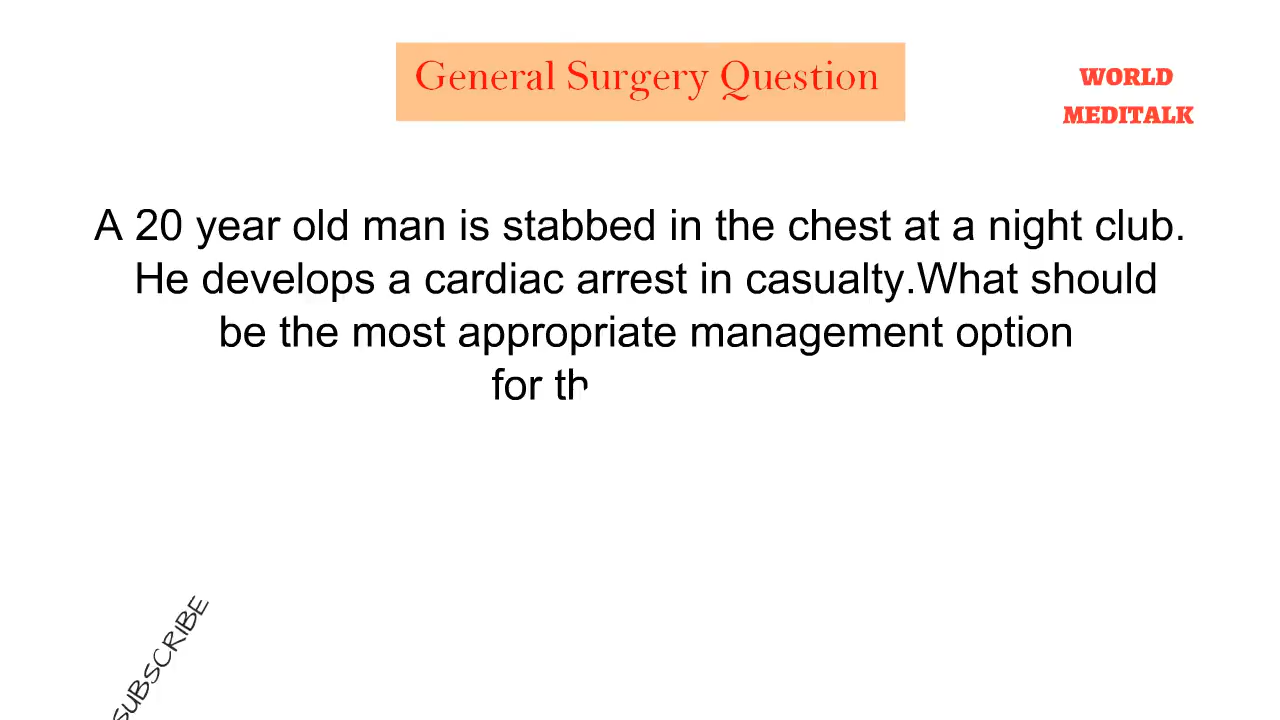 General Surgery Question
WORLD
MEDITALK
A 20 year old man is stabbed in the chest at a night club.
He develops a cardiac arrest in casualty.What should
be the most appropriate management option
for th
SUBSCRIBE